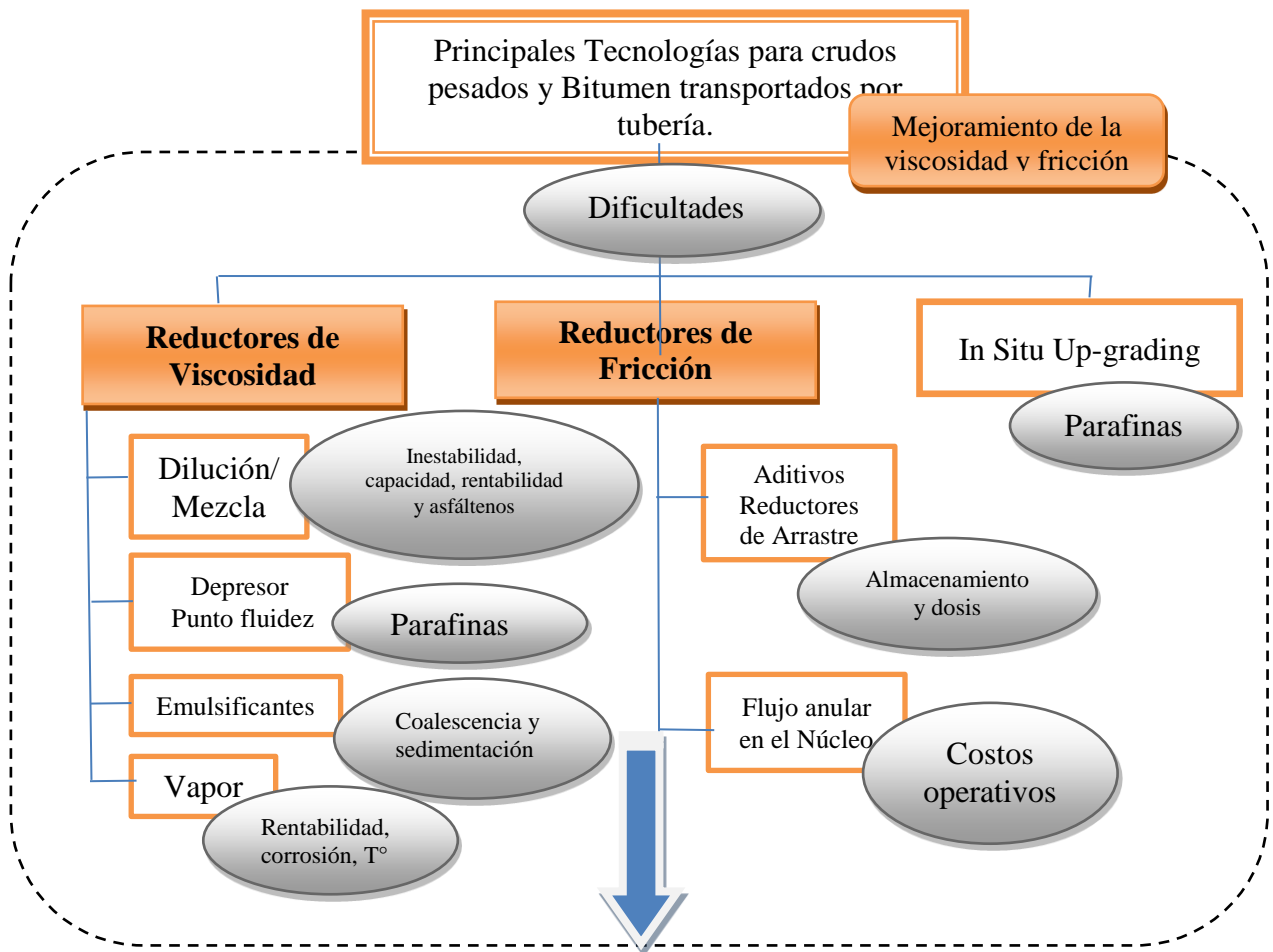 Principales Tecnologías para crudos
pesados y Bitumen transportados por
tubería.
Mejoramiento de la
viscosidad y fricción
Dificultades
Reductores de
Viscosidad
Reductores de
Fricción
In Situ Up-grading
Parafinas
Dilución/
Mezcla
Inestabilidad,
capacidad, rentabilidad
y asfáltenos
Aditivos
Reductores
de Arrastre
Almacenamiento
y dosis
Depresor
Punto fluidez
Parafinas
Emulsificantes
Coalescencia y
sedimentación
Flujo anular
en el Núcleo
Costos
operativos
Vapor
Rentabilidad,
corrosión, T°